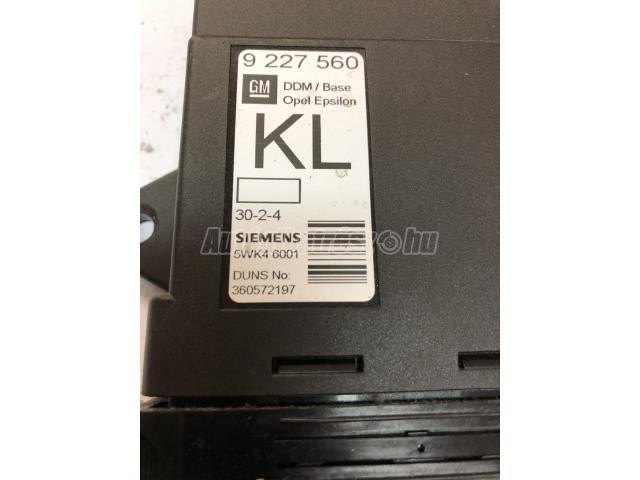 9 227 560
GM
DDM / Base
Opel Epsilon
KL
30-2-4
SIEMENS
5WK4 6001
DUNS No:
360572197